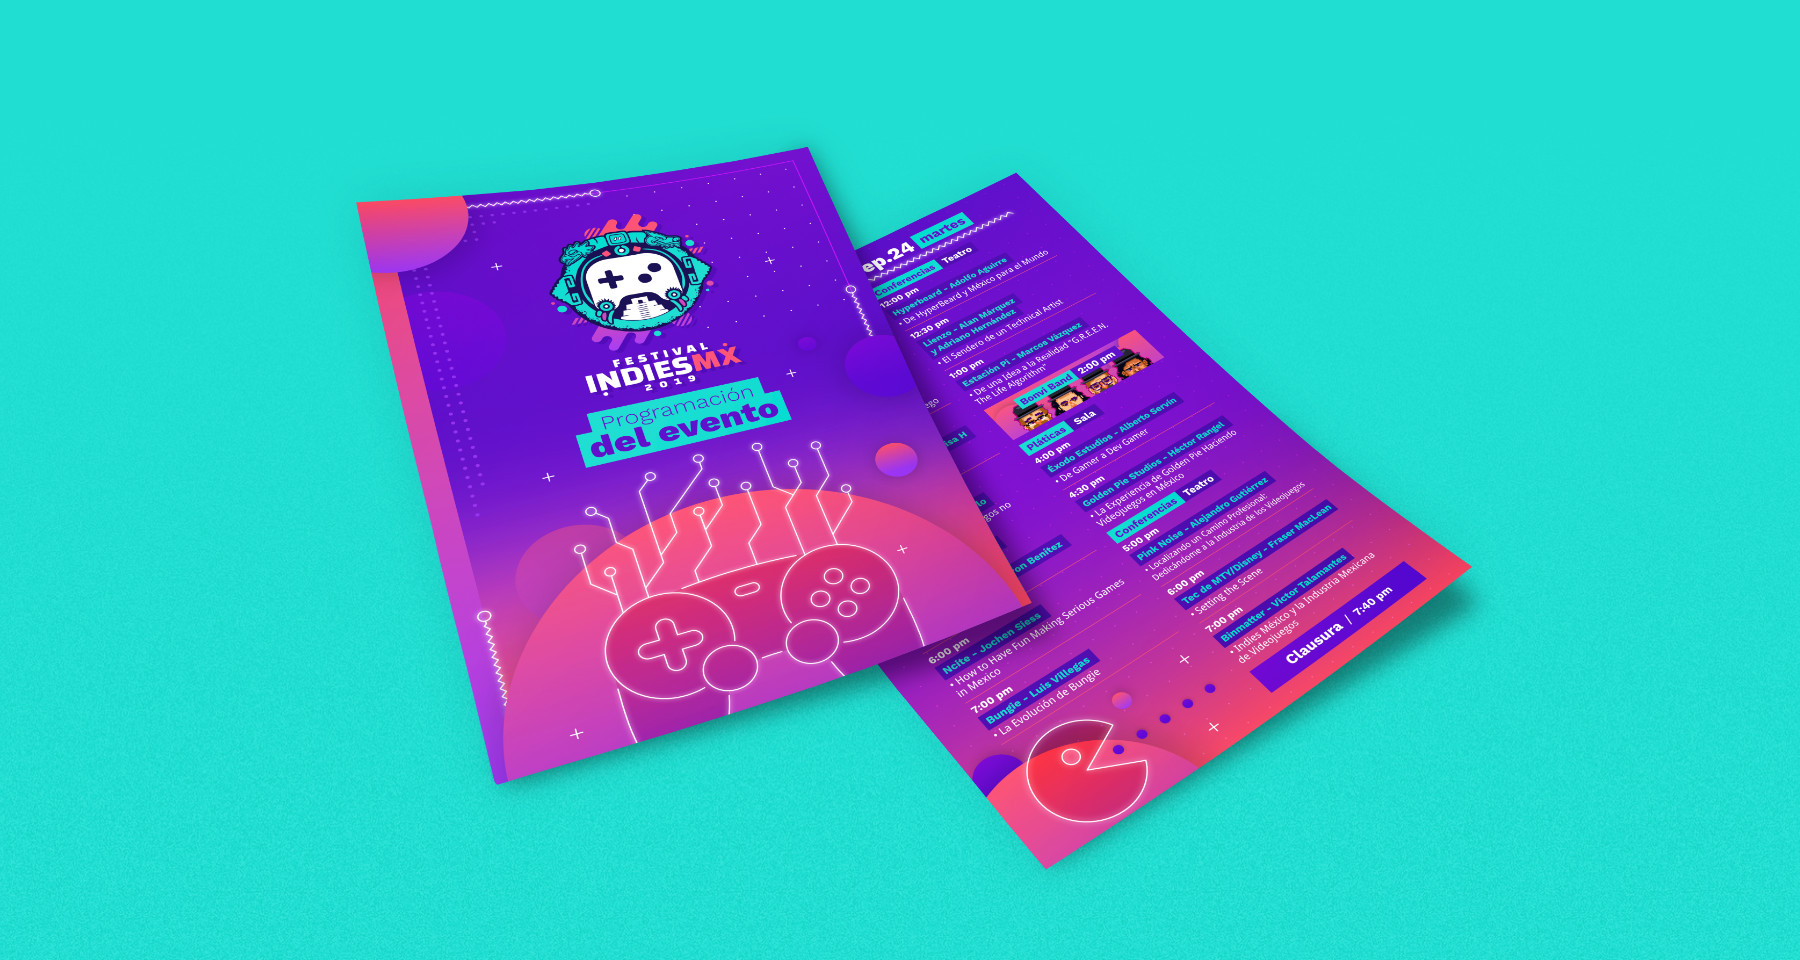 FESTIVAL
INDIESMX
2019
Programación
del evento
ep.24 martes
Conferencias Teatro
12:00 pm
Hyperbeard - Adolfo Aguirre
• De HyperBeard y México para el Mundo
12:30 pm
Lienzo - Alan Márquez
y Adriano Hernández
• El Sendero de un Technical Artist
1:00 pm
Estación Pi - Marcos Vázquez
• De una Idea a la Realidad "G.R.E.E.N.
The Life Algorithm"
Bonvi Band 2:00 pm
Pláticas Sala
4:00 pm
Éxodo Estudios - Alberto Servín
• De Gamer a Dev Gamer
4:30 pm
Golden Pie Studios - Héctor Rangel
• La Experiencia de Golden Pie Haciendo
Videojuegos en México
Conferencias Teatro
5:00 pm
Pink Noise - Alejandro Gutiérrez
• Localizando un Camino Profesional:
Dedicándome a la Industria de los Videojuegos
6:00 pm
Tec de MTY/Disney - Fraser MacLean
• Setting the Scene
7:00 pm
Binmatter - Víctor Talamantes
• Indies México y la Industria Mexicana
de Videojuegos
Clausura | 7:40 pm
ego
isa H
lo
gos no
on Benítez
6:00 pm
Ncite - Jochen Siess
• How to Have Fun Making Serious Games
in Mexico
7:00 pm
Bungie - Luis Villegas
• La Evolución de Bungie